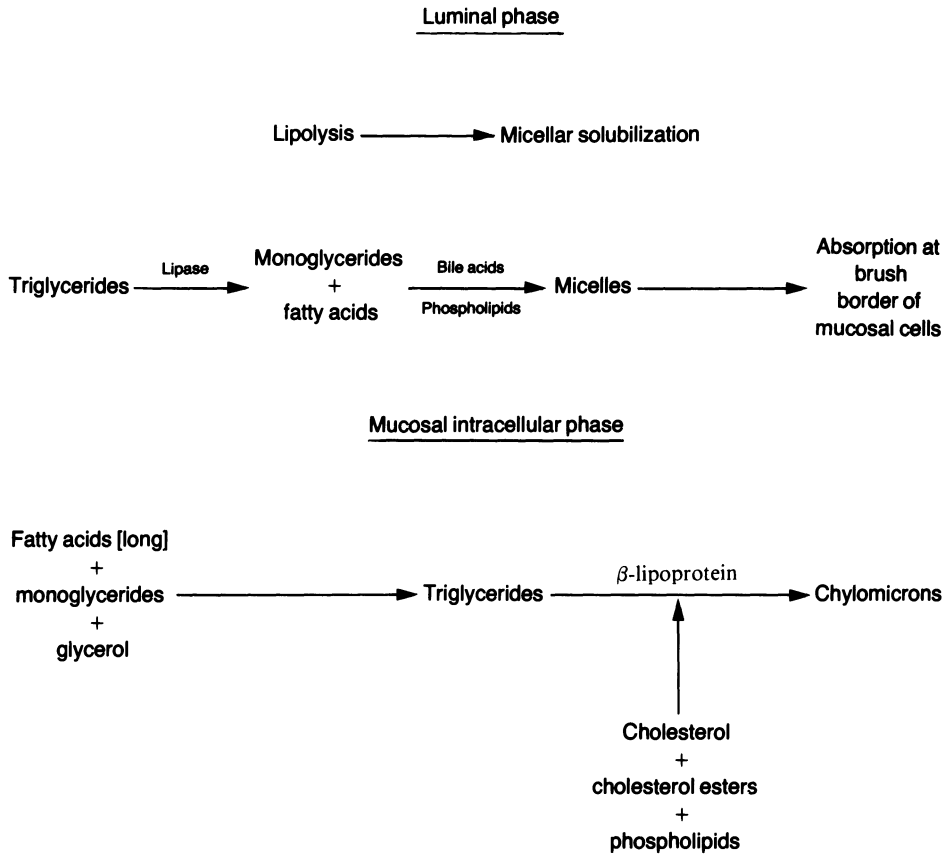 Luminal phase
Lipolysis
Micellar solubilization
Triglycerides
Lipase
Monoglycerides
+
fatty acids
Bile acids
Phospholipids
Micelles
Absorption at
brush
border of
mucosal cells
Mucosal intracellular phase
Fatty acids [long]
+
monoglycerides
+
glycerol
Triglycerides
β-lipoprotein
Chylomicrons
Cholesterol
+
cholesterol esters
+
phospholipids